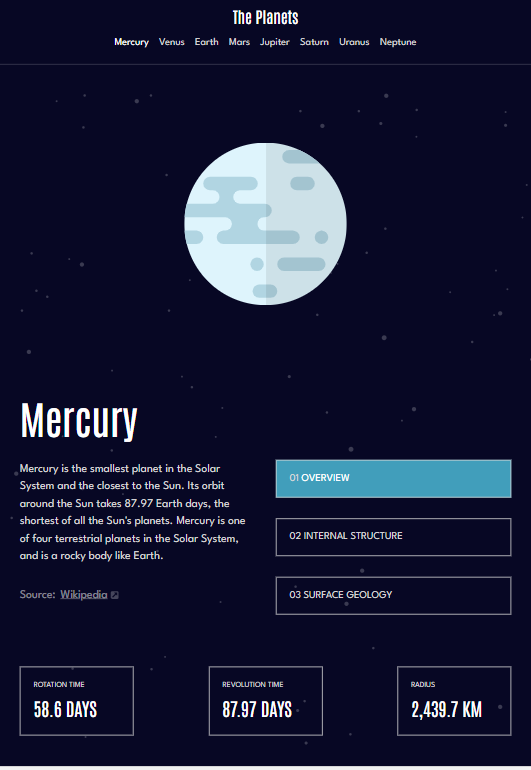 The Planets
Mercury Venus Earth Mars Jupiter Saturn Uranus Neptune
Mercury
Mercury is the smallest planet in the Solar
System and the closest to the Sun. Its orbit
around the Sun takes 87.97 Earth days, the
shortest of all the Sun's planets. Mercury is one
of four terrestrial planets in the Solar System,
and is a rocky body like Earth.
Source: Wikipedia
01 OVERVIEW
02 INTERNAL STRUCTURE
03 SURFACE GEOLOGY
ROTATION TIME
58.6 DAYS
REVOLUTION TIME
87.97 DAYS
RADIUS
2,439.7 KM